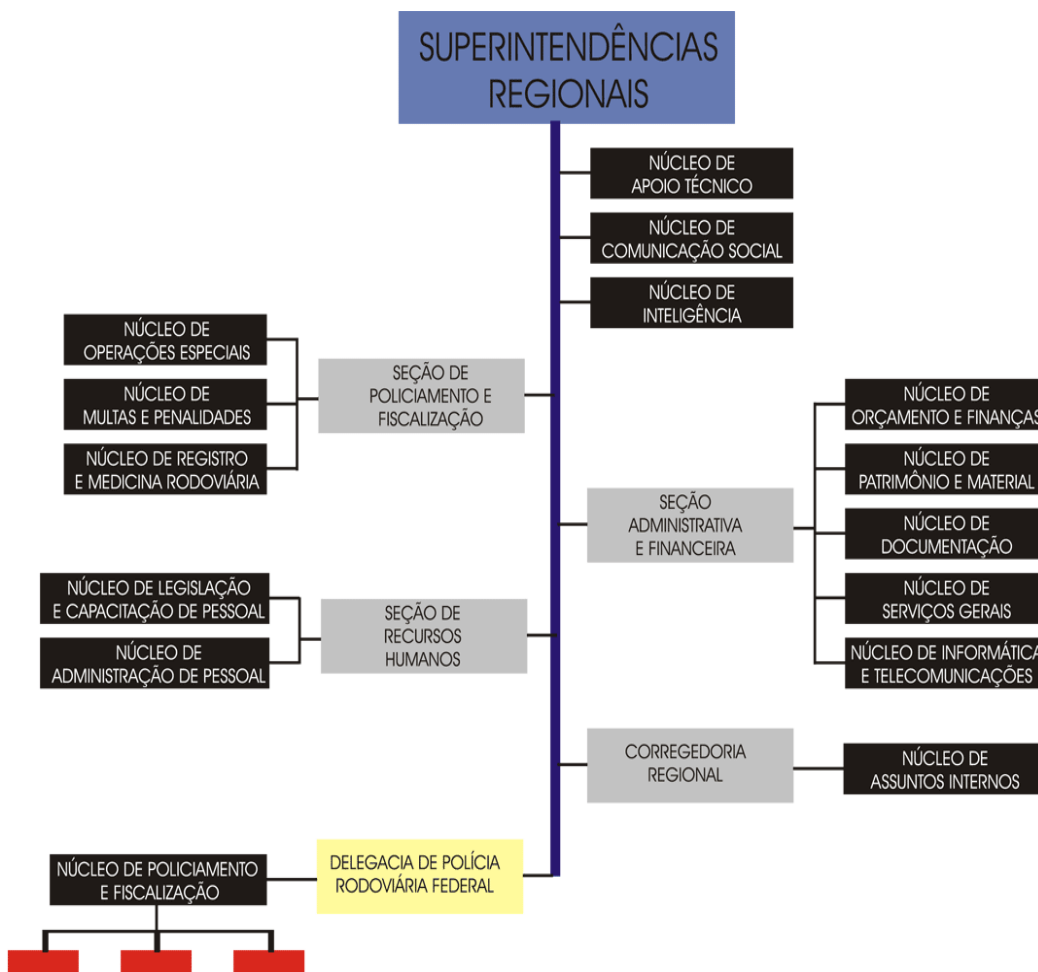 SUPERINTENDÊNCIAS
REGIONAIS
NÚCLEO DE
APOIO TÉCNICO
NÚCLEO DE
COMUNICAÇÃO SOCIAL
NÚCLEO DE
INTELIGÊNCIA
NÚCLEO DE
OPERAÇÕES ESPECIAIS
NÚCLEO DE
MULTAS E PENALIDADES
NÚCLEO DE REGISTRO
E MEDICINA RODOVIÁRIA
SEÇÃO DE
POLICIAMENTO E
FISCALIZAÇÃO
SEÇÃO
ADMINISTRATIVA
E FINANCEIRA
NÚCLEO DE
ORÇAMENTO E FINANÇAS
NÚCLEO DE
PATRIMÔNIO E MATERIAL
NÚCLEO DE
DOCUMENTAÇÃO
NÚCLEO DE
SERVIÇOS GERAIS
NÚCLEO DE INFORMÁTICA
E TELECOMUNICAÇÕES
NÚCLEO DE LEGISLAÇÃO
E CAPACITAÇÃO DE PESSOAL
NÚCLEO DE
ADMINISTRAÇÃO DE PESSOAL
SEÇÃO DE
RECURSOS
HUMANOS
CORREGEDORIA
REGIONAL
NÚCLEO DE
ASSUNTOS INTERNOS
NÚCLEO DE POLICIAMENTO
E FISCALIZAÇÃO
DELEGACIA DE POLÍCIA
RODOVIÁRIA FEDERAL